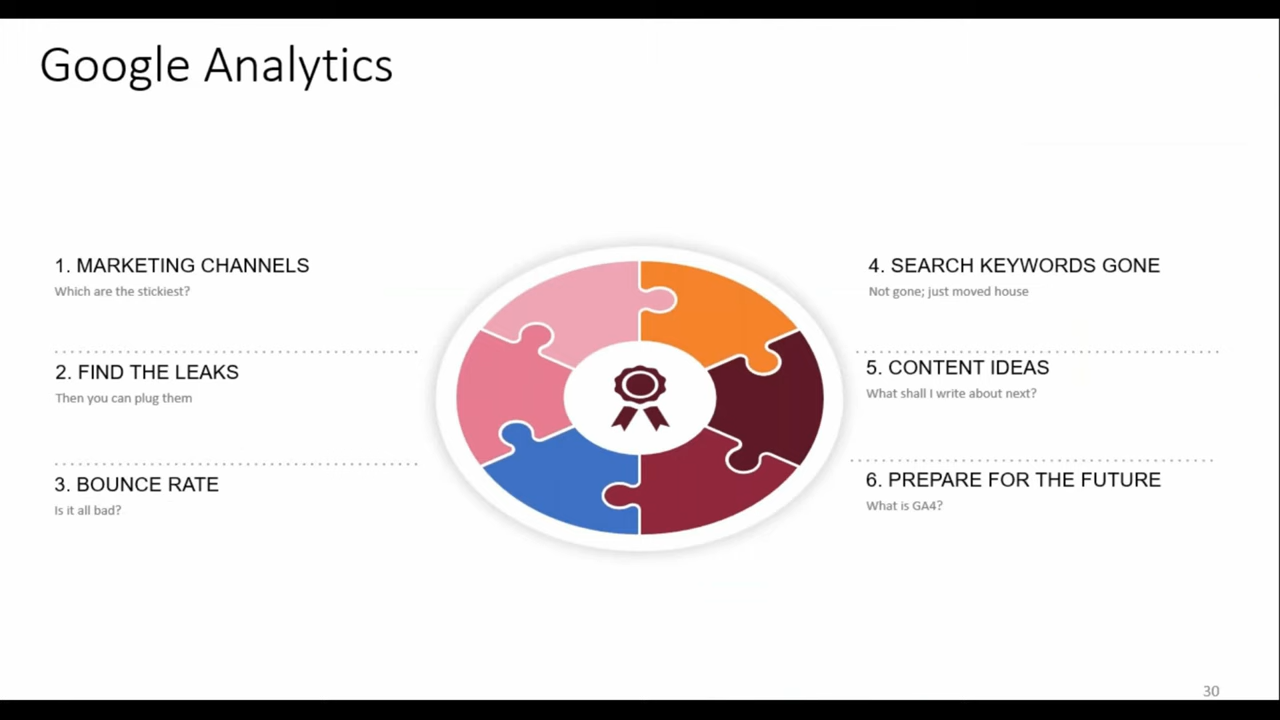 Google Analytics
1. MARKETING CHANNELS
Which are the stickiest?
2. FIND THE LEAKS
Then you can plug them
3. BOUNCE RATE
Is it all bad?
4. SEARCH KEYWORDS GONE
Not gone; just moved house
5. CONTENT IDEAS
What shall I write about next?
6. PREPARE FOR THE FUTURE
What is GA4?
30